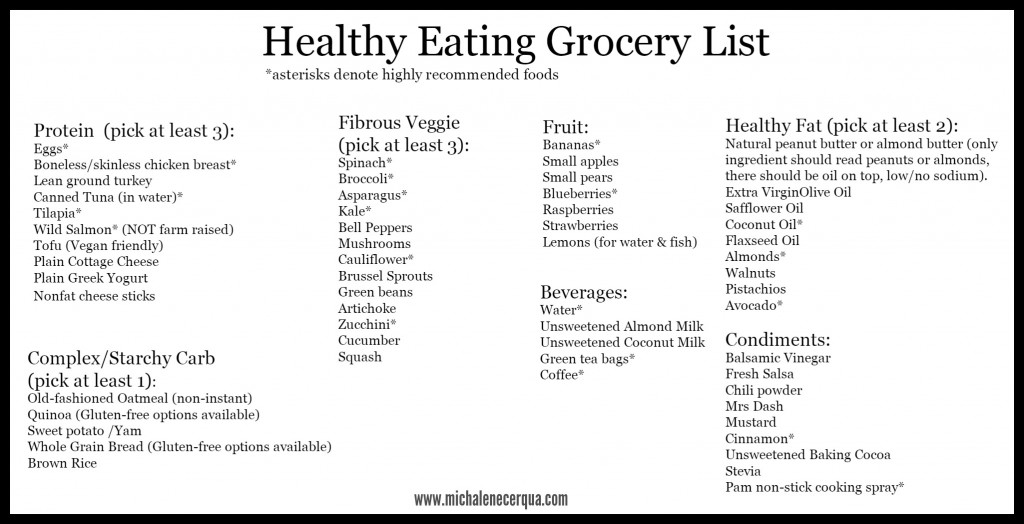 Healthy Eating Grocery List
*asterisks denote highly recommended foods
Protein (pick at least 3):
Eggs*
Boneless/skinless chicken breast*
Lean ground turkey
Canned Tuna (in water)*
Tilapia*
Wild Salmon* (NOT farm raised)
Tofu (Vegan friendly)
Plain Cottage Cheese
Plain Greek Yogurt
Nonfat cheese sticks
Complex/Starchy Carb
(pick at least 1):
Old-fashioned Oatmeal (non-instant)
Quinoa (Gluten-free options available)
Sweet potato /Yam
Whole Grain Bread (Gluten-free options available)
Brown Rice
Fibrous Veggie
(pick at least 3):
Spinach*
Broccoli*
Asparagus*
Kale*
Bell Peppers
Mushrooms
Cauliflower*
Brussel Sprouts
Green beans
Artichoke
Zucchini*
Cucumber
Squash
Fruit:
Bananas*
Small apples
Small pears
Blueberries*
Raspberries
Strawberries
Lemons (for water & fish)
Beverages:
Water*
Unsweetened Almond Milk
Unsweetened Coconut Milk
Green tea bags*
Coffee*
Healthy Fat (pick at least 2):
Natural peanut butter or almond butter (only
ingredient should read peanuts or almonds,
there should be oil on top, low/no sodium).
Extra VirginOlive Oil
Safflower Oil
Coconut Oil*
Flaxseed Oil
Almonds*
Walnuts
Pistachios
Avocado*
Condiments:
Balsamic Vinegar
Fresh Salsa
Chili powder
Mrs Dash
Mustard
Cinnamon*
Unsweetened Baking Cocoa
Stevia
Pam non-stick cooking spray*
www.michalenecerqua.com